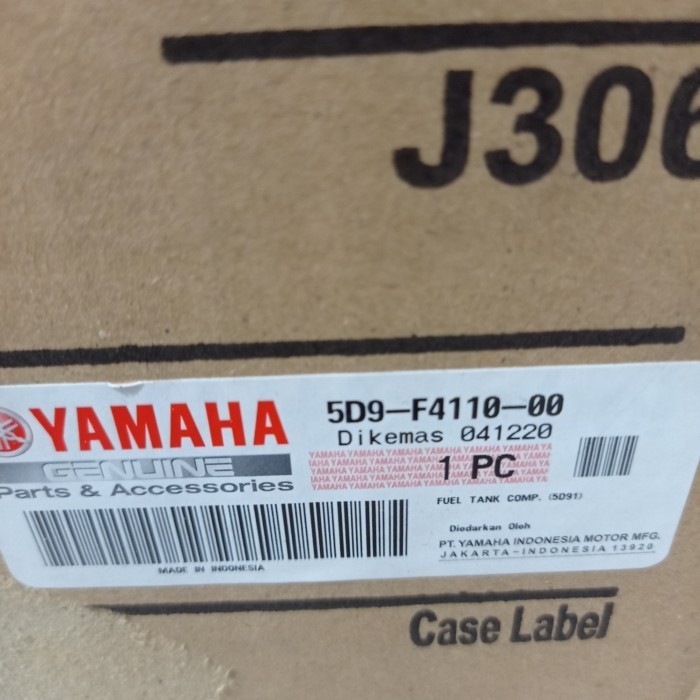 J306
YAMAHA
GENUINE
Parts & Accessories
MADE IN INDONESIA
5D9-F4110-00
Dikemas 041220
1 PC
FUEL TANK COMP. (5D91)
Diedarkan Oleh
PT. YAMAHA INDONESIA MOTOR MFG.
JAKARTA-INDONESIA 13920
Case Label